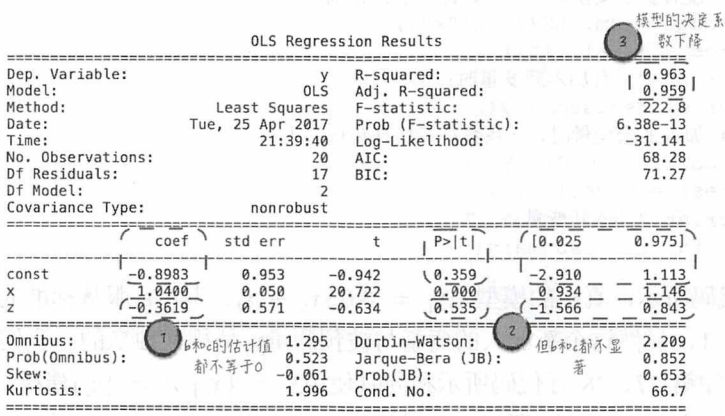 模型的决定系
数下降
3
OLS Regression Results
Dep. Variable: y R-squared: 0.963
Model: OLS Adj. R-squared: 0.959
Method: Least Squares F-statistic: 222.8
Date: Tue, 25 Apr 2017 Prob (F-statistic): 6.38e-13
Time: 21:39:40 Log-Likelihood: -31.141
No. Observations: 20 AIC: 68.28
Df Residuals: 17 BIC: 71.27
Df Model: 2
Covariance Type: nonrobust
coef std err t P>|t| [0.025 0.975]
const -0.8983 0.953 -0.942 0.359 -2.910 1.113
x 1.0400 0.050 20.722 0.000 0.934 1.146
z -0.3619 0.571 -0.634 0.535 -1.566 0.843
Omnibus: 1.295 Durbin-Watson: 2.209
Prob(Omnibus): 0.523 Jarque-Bera (JB): 0.852
Skew: -0.061 Prob(JB): 0.653
Kurtosis: 1.996 Cond. No. 66.7
1
b和c的估计值
都不等于0
2
但b和c都不显
著